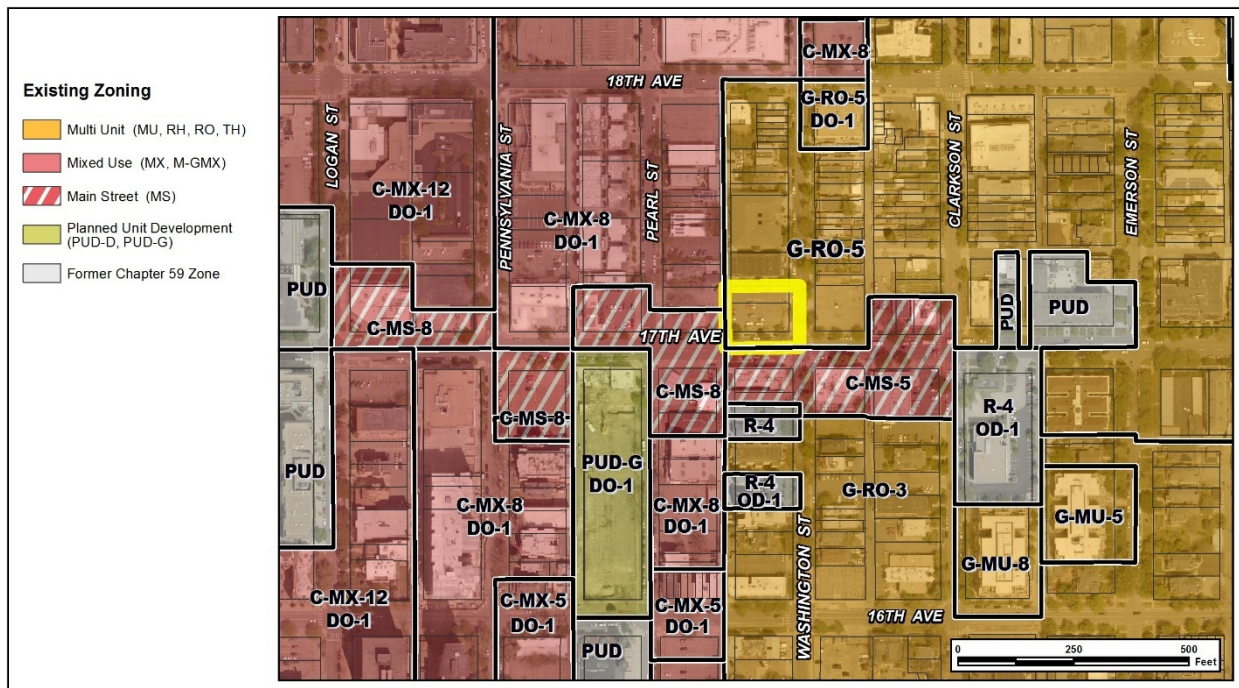 Existing Zoning
Multi Unit (MU, RH, RO, TH)
Mixed Use (MX, M-GMX)
Main Street (MS)
Planned Unit Development
(PUD-D, PUD-G)
Former Chapter 59 Zone
C-MX-8
18TH AVE
G-RO-5
DO-1
LOGAN ST
PENNSYLVANIA ST
PEARL ST
CLARKSON ST
EMERSON ST
C-MX-12
DO-1
C-MX-8
DO-1
G-RO-5
PUD
PUD
PUD
C-MS-8
17TH AVE
C-MS-8
C-MS-8
C-MS-5
R-4
R-4
OD-1
PUD
PUD-G
DO-1
R-4
OD-1
G-RO-3
C-MX-8
DO-1
C-MX-8
DO-1
G-MU-5
G-MU-8
WASHINGTON ST
C-MX-12
DO-1
C-MX-5
DO-1
C-MX-5
DO-1
16TH AVE
PUD
0 250 500
Feet